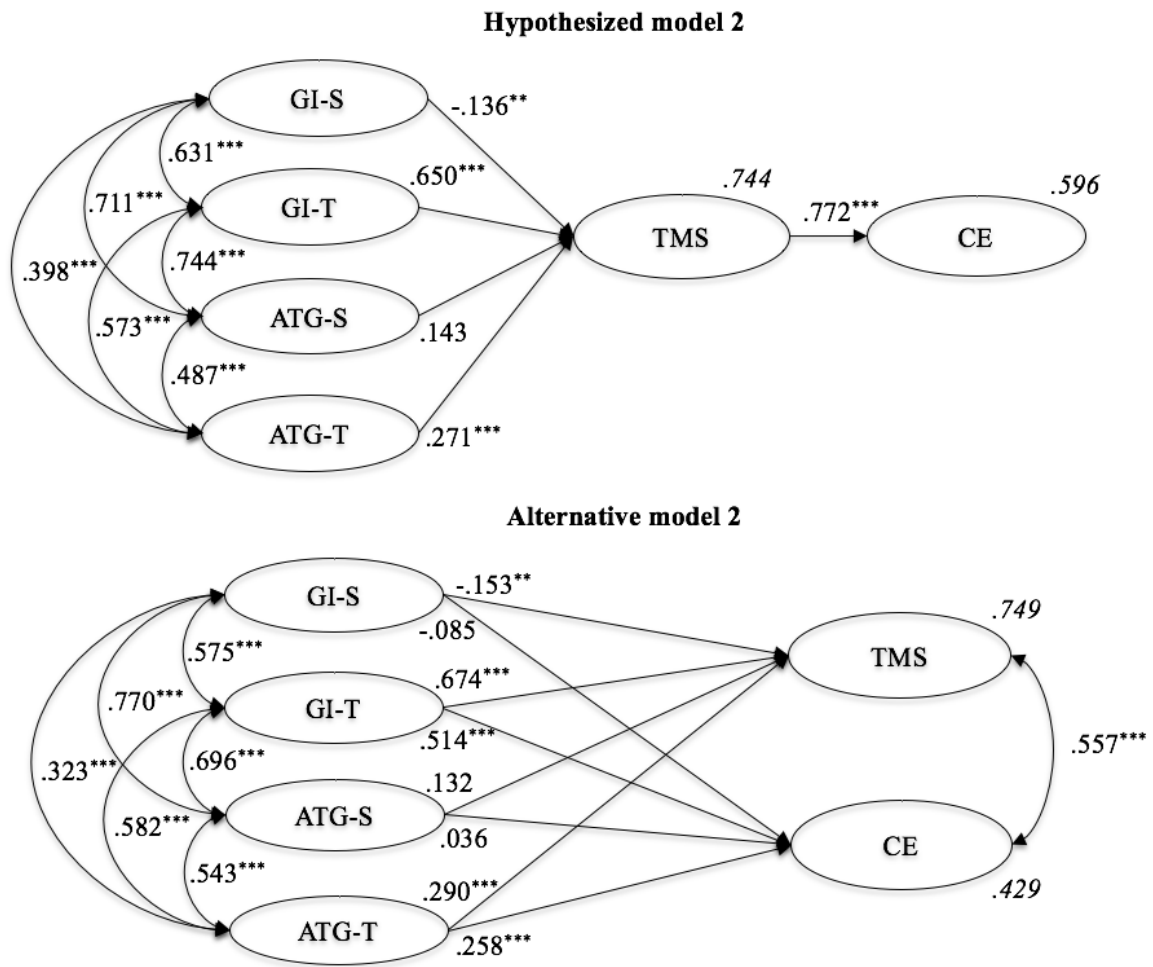 Hypothesized model 2
GI-S
-.136**
.631***
.650***
.744
.596
.711***
GI-T
.772***
TMS
CE
.744***
.398***
ATG-S
.573***
.143
.487***
ATG-T
.271***
Alternative model 2
GI-S
-.153**
.749
-.085
.575***
TMS
.674***
.770***
GI-T
.514***
.557***
.696***
.323***
.132
ATG-S
.582***
.036
CE
.543***
.290***
.429
ATG-T
.258***